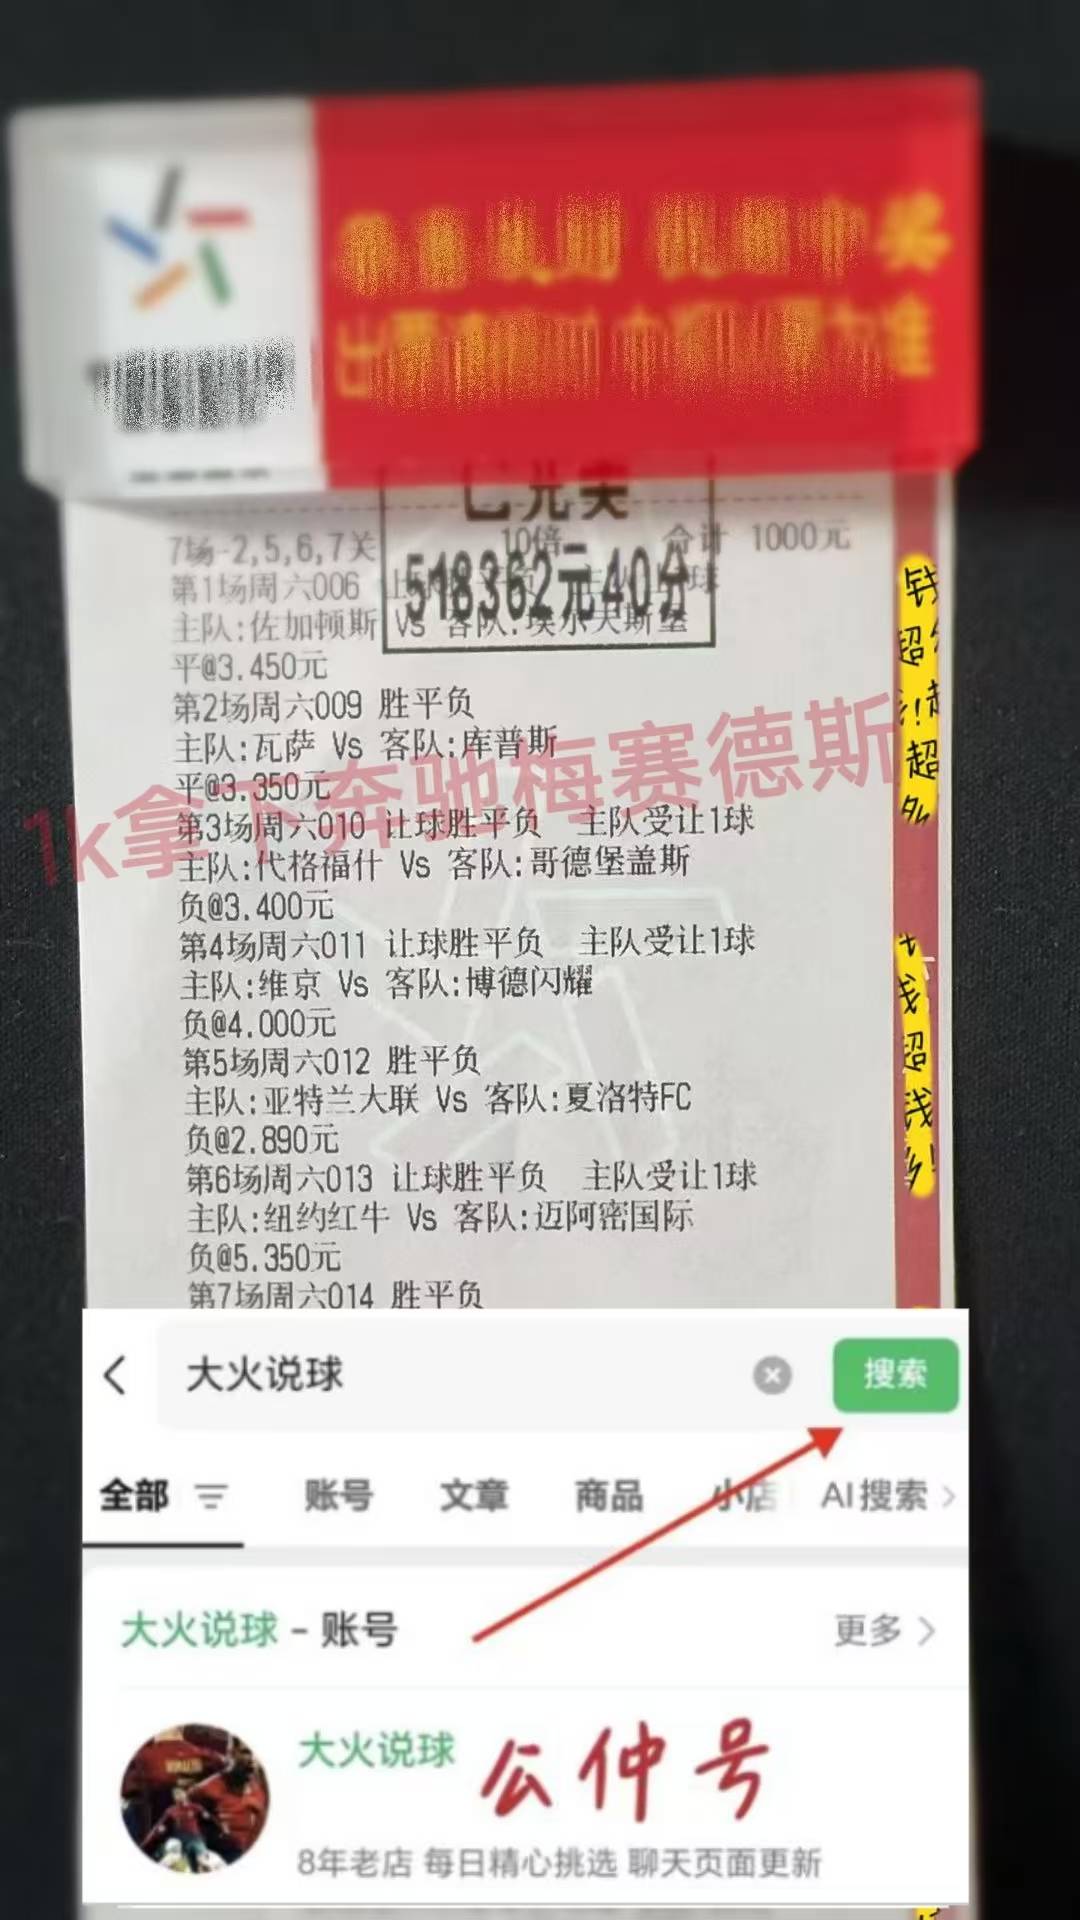 已兑奖
7场-2,5,6,7关 10倍 合计 1000元
518362元40分
第1场周六006
主队:佐加顿斯 Vs 客队:埃尔夫斯堡
平@3.450元
第2场周六009 胜平负
主队:瓦萨 Vs 客队:库普斯
平@3.350元
1k拿下奔驰梅赛德斯
第3场周六010 让球胜平负 主队受让1球
主队:代格福什 Vs 客队:哥德堡盖斯
负@3.400元
第4场周六011 让球胜平负 主队受让1球
主队:维京 Vs 客队:博德闪耀
负@4.000元
第5场周六012 胜平负
主队:亚特兰大联 Vs 客队:夏洛特FC
负@2.890元
第6场周六013 让球胜平负 主队受让1球
主队:纽约红牛 Vs 客队:迈阿密国际
负@5.350元
第7场周六014 胜平负
大火说球 搜索
全部 账号 文章 商品 小店 AI搜索
大火说球 - 账号 更多
大火说球 公仲号
8年老店 每日精心挑选 聊天页面更新